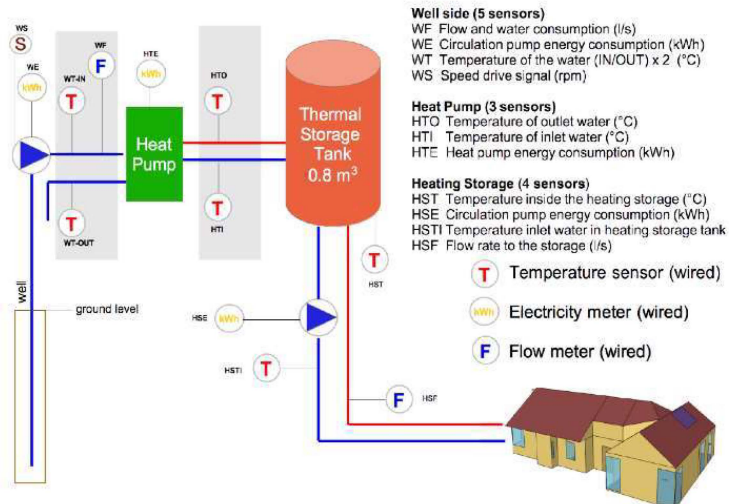 Well side (5 sensors)
WF Flow and water consumption (l/s)
WE Circulation pump energy consumption (kWh)
WT Temperature of the water (IN/OUT) x 2 (°C)
WS Speed drive signal (rpm)
Heat Pump (3 sensors)
HTO Temperature of outlet water (°C)
HTI Temperature of inlet water (°C)
HTE Heat pump energy consumption (kWh)
Heating Storage (4 sensors)
HST Temperature inside the heating storage (°C)
HSE Circulation pump energy consumption (kWh)
HSTI Temperature inlet water in heating storage tank
HSF Flow rate to the storage (l/s)
T Temperature sensor (wired)
kWh Electricity meter (wired)
F Flow meter (wired)
WS
S
WE
kWh
WT-IN
T
WF
F
HTE
kWh
HTO
T
Heat
Pump
Thermal
Storage
Tank
0.8 m³
T
WT-OUT
T
HTI
T
HST
well
ground level
HSE
kWh
HSTI
T
F
HSF